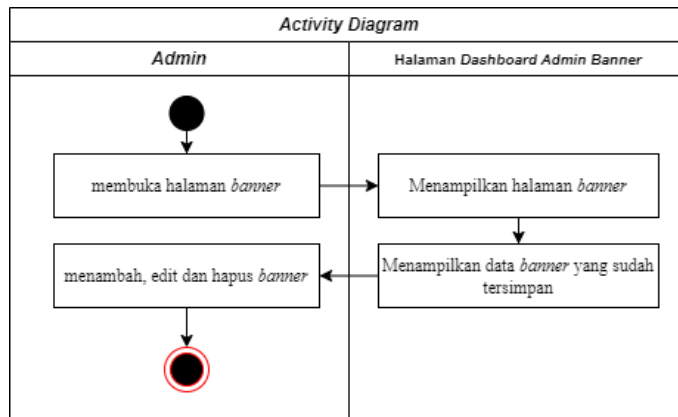 Activity Diagram
Admin
Halaman Dashboard Admin Banner
membuka halaman banner
Menampilkan halaman banner
menambah, edit dan hapus banner
Menampilkan data banner yang sudah
tersimpan